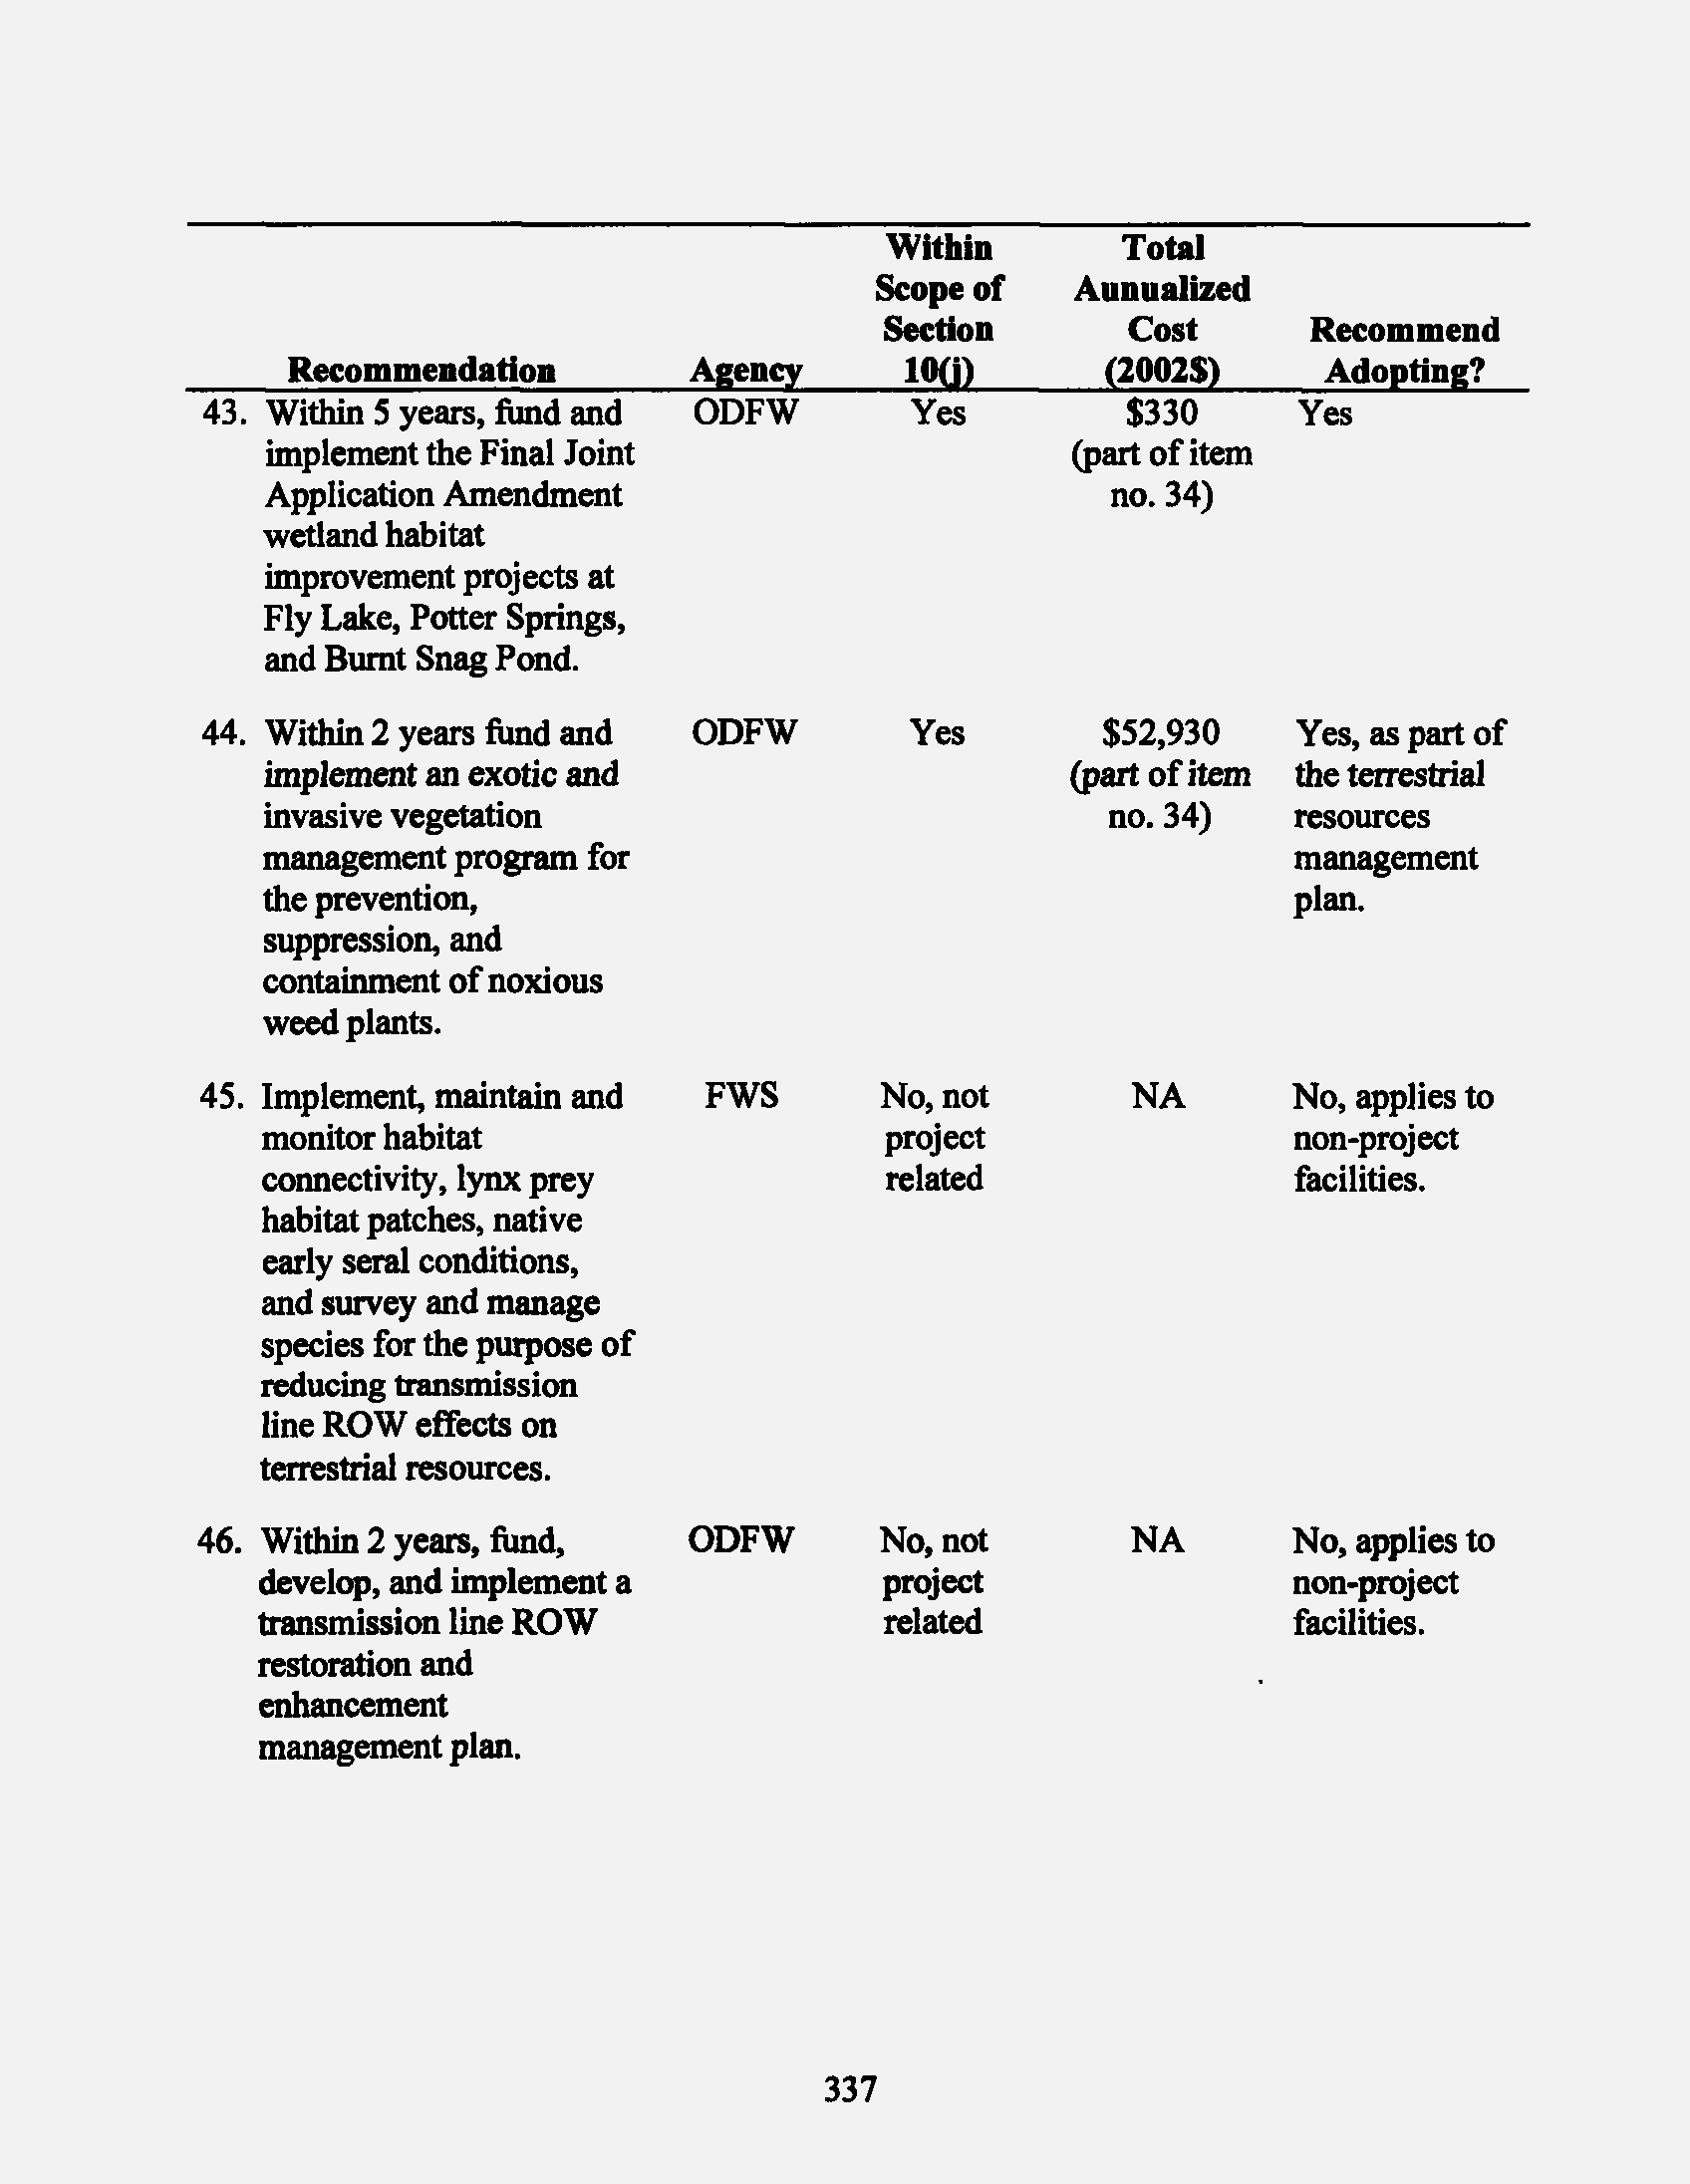 Within
Scope of
Section
10(j)
Total
Aunualized
Cost
(2002$)
Recommend
Adopting?
Recommendation
Agency
43. Within 5 years, fund and
implement the Final Joint
Application Amendment
wetland habitat
improvement projects at
Fly Lake, Potter Springs,
and Burnt Snag Pond.
ODFW
Yes
$330
(part of item
no. 34)
Yes
44. Within 2 years fund and
implement an exotic and
invasive vegetation
management program for
the prevention,
suppression, and
containment of noxious
weed plants.
ODFW
Yes
$52,930
(part of item
no. 34)
Yes, as part of
the terrestrial
resources
management
plan.
45. Implement, maintain and
monitor habitat
connectivity, lynx prey
habitat patches, native
early seral conditions,
and survey and manage
species for the purpose of
reducing transmission
line ROW effects on
terrestrial resources.
FWS
No, not
project
related
NA
No, applies to
non-project
facilities.
46. Within 2 years, fund,
develop, and implement a
transmission line ROW
restoration and
enhancement
management plan.
ODFW
No, not
project
related
NA
No, applies to
non-project
facilities.
337